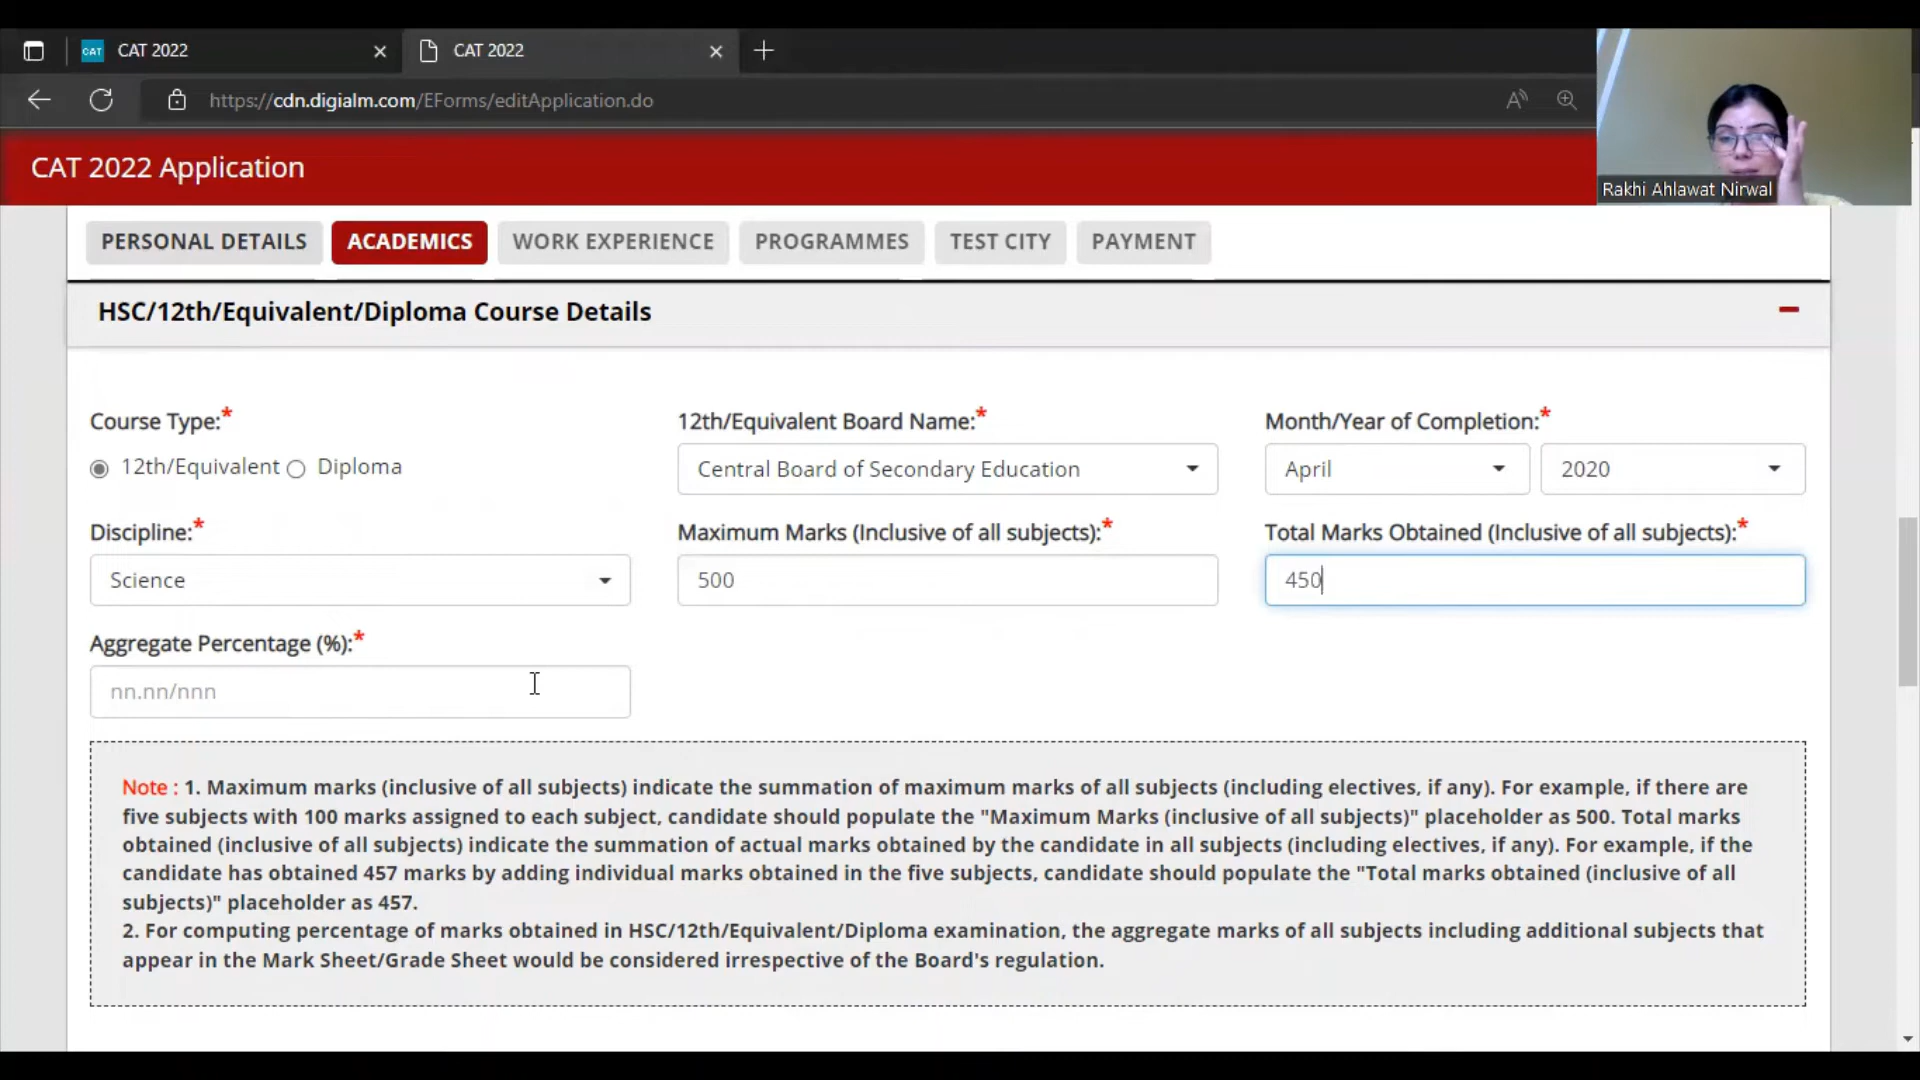 CAT CAT 2022
CAT 2022
https://cdn.digialm.com/EForms/editApplication.do
CAT 2022 Application
Rakhi Ahlawat Nirwal
PERSONAL DETAILS ACADEMICS WORK EXPERIENCE PROGRAMMES TEST CITY PAYMENT
HSC/12th/Equivalent/Diploma Course Details
Course Type:* 12th/Equivalent Board Name:* Month/Year of Completion:*
12th/Equivalent Diploma Central Board of Secondary Education April 2020
Discipline:* Maximum Marks (Inclusive of all subjects):* Total Marks Obtained (Inclusive of all subjects):*
Science 500 450
Aggregate Percentage (%):*
nn.nn/nnn
Note : 1. Maximum marks (inclusive of all subjects) indicate the summation of maximum marks of all subjects (including electives, if any). For example, if there are
five subjects with 100 marks assigned to each subject, candidate should populate the "Maximum Marks (inclusive of all subjects)" placeholder as 500. Total marks
obtained (inclusive of all subjects) indicate the summation of actual marks obtained by the candidate in all subjects (including electives, if any). For example, if the
candidate has obtained 457 marks by adding individual marks obtained in the five subjects, candidate should populate the "Total marks obtained (inclusive of all
subjects)" placeholder as 457.
2. For computing percentage of marks obtained in HSC/12th/Equivalent/Diploma examination, the aggregate marks of all subjects including additional subjects that
appear in the Mark Sheet/Grade Sheet would be considered irrespective of the Board's regulation.